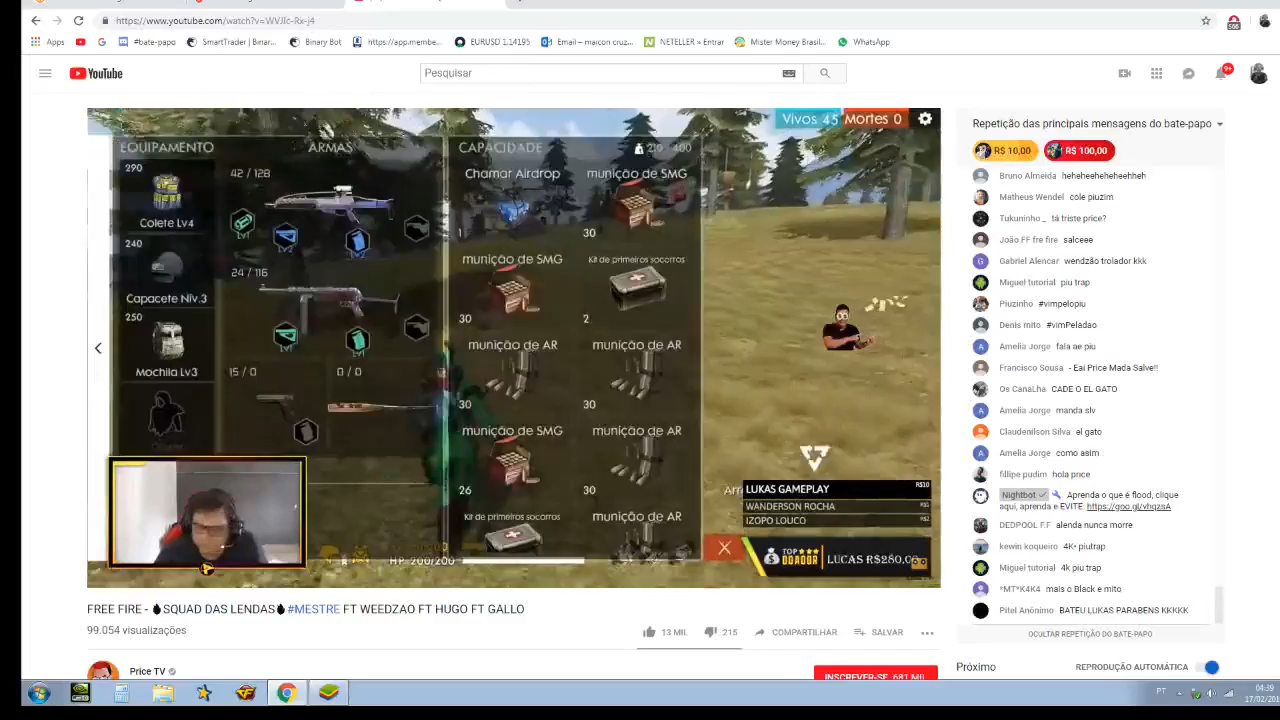 https://www.youtube.com/watch?v=WVJlc-Rx-j4
Apps
#bate-papo
SmartTrader | Binar...
Binary Bot
https://app.membe...
EURUSD 1.14195
Email – maicon cruz...
NETELLER » Entrar
Mister Money Brasil...
WhatsApp
YouTube
Pesquisar
9+
Vivos 45 Mortes 0
Repetição das principais mensagens do bate-papo
R$ 10,00
R$ 100,00
EQUIPAMENTO
ARMAS
CAPACIDADE
290
42 / 128
Chamar Airdrop
munição de SMG
Colete Lv4
1
30
240
24 / 116
munição de SMG
Kit de primeiros socorros
Capacete Nív.3
30
2
250
munição de AR
munição de AR
Mochila Lv3
15 / 0
0 / 0
30
30
munição de SMG
munição de AR
26
30
Kit de primeiros socorros
munição de AR
HP 200/200
LUKAS GAMEPLAY R$10
WANDERSON ROCHA
IZOPO LOUCO
TOP DOADOR
Bruno Almeida heheheeheheheehheh
Matheus Wendel cole piuzim
Tukuninho _ tá triste price?
João FF fre fire salceee
Gabriel Alencar wendzão trolador kkk
Miguel tutorial piu trap
Piuzinho #vimpelopiu
Denis mito #vimPeladao
Amelia Jorge fala ae piu
Francisco Sousa - Eai Price Mada Salve!!
Os CanaLha CADE O EL GATO
Amelia Jorge manda slv
Claudenilson Silva el gato
Amelia Jorge como asim
fillipe pudim hola price
Nightbot Aprenda o que é flood, clique
aqui, aprenda e EVITE: https://goo.gl/vhqzsA
DEDPOOL F.F alenda nunca morre
kewin koqueiro 4K• piutrap
Miguel tutorial 4k piu trap
*MT*K4K4 mais o Black e mito
Pitel Anônimo BATEU LUKAS PARABENS KKKKK
OCULTAR REPETIÇÃO DO BATE-PAPO
FREE FIRE - SQUAD DAS LENDAS #MESTRE FT WEEDZAO FT HUGO FT GALLO
99.054 visualizações
13 MIL
215
COMPARTILHAR
SALVAR
Price TV
INSCREVER-SE 681 MIL
Próximo
REPRODUÇÃO AUTOMÁTICA
PT
04:39